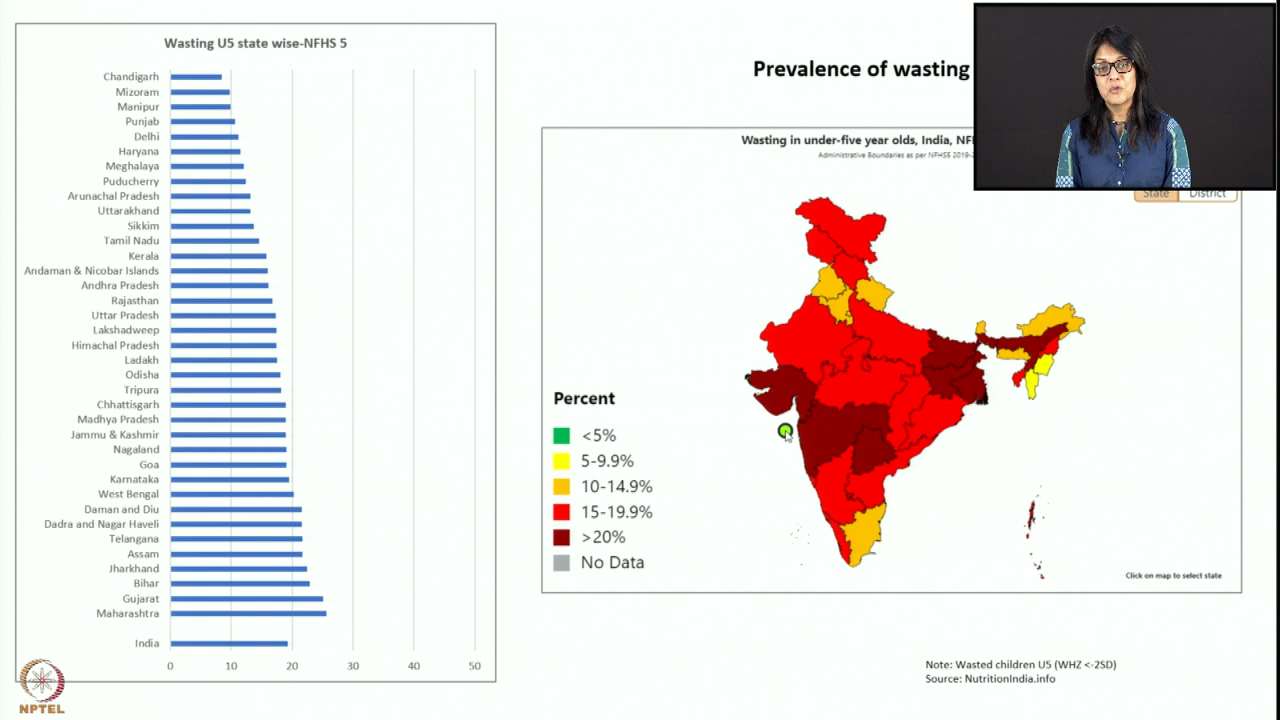 Wasting U5 state wise-NFHS 5
Chandigarh
Mizoram
Manipur
Punjab
Delhi
Haryana
Meghalaya
Puducherry
Arunachal Pradesh
Uttarakhand
Sikkim
Tamil Nadu
Kerala
Andaman & Nicobar Islands
Andhra Pradesh
Rajasthan
Uttar Pradesh
Lakshadweep
Himachal Pradesh
Ladakh
Odisha
Tripura
Chhattisgarh
Madhya Pradesh
Jammu & Kashmir
Nagaland
Goa
Karnataka
West Bengal
Daman and Diu
Dadra and Nagar Haveli
Telangana
Assam
Jharkhand
Bihar
Gujarat
Maharashtra
India
0 10 20 30 40 50
NPTEL
Prevalence of wasting
Wasting in under-five year olds, India,
Administrative Boundaries as per NFHS5
State District
Percent
<5%
5-9.9%
10-14.9%
15-19.9%
>20%
No Data
Click on map to select state
Note: Wasted children U5 (WHZ <-2SD)
Source: NutritionIndia.info